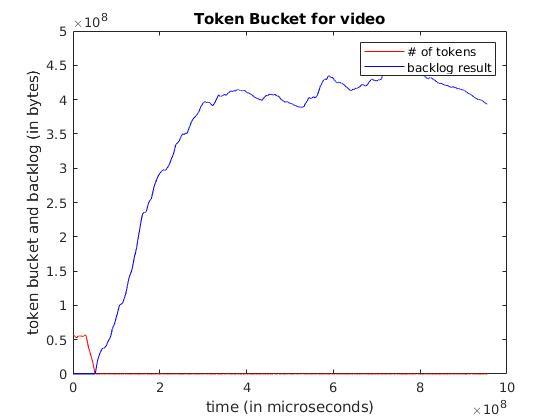 Token Bucket for video
×10^8
# of tokens
backlog result
token bucket and backlog (in bytes)
5
4.5
4
3.5
3
2.5
2
1.5
1
0.5
0
0 2 4 6 8 10
time (in microseconds)
×10^8